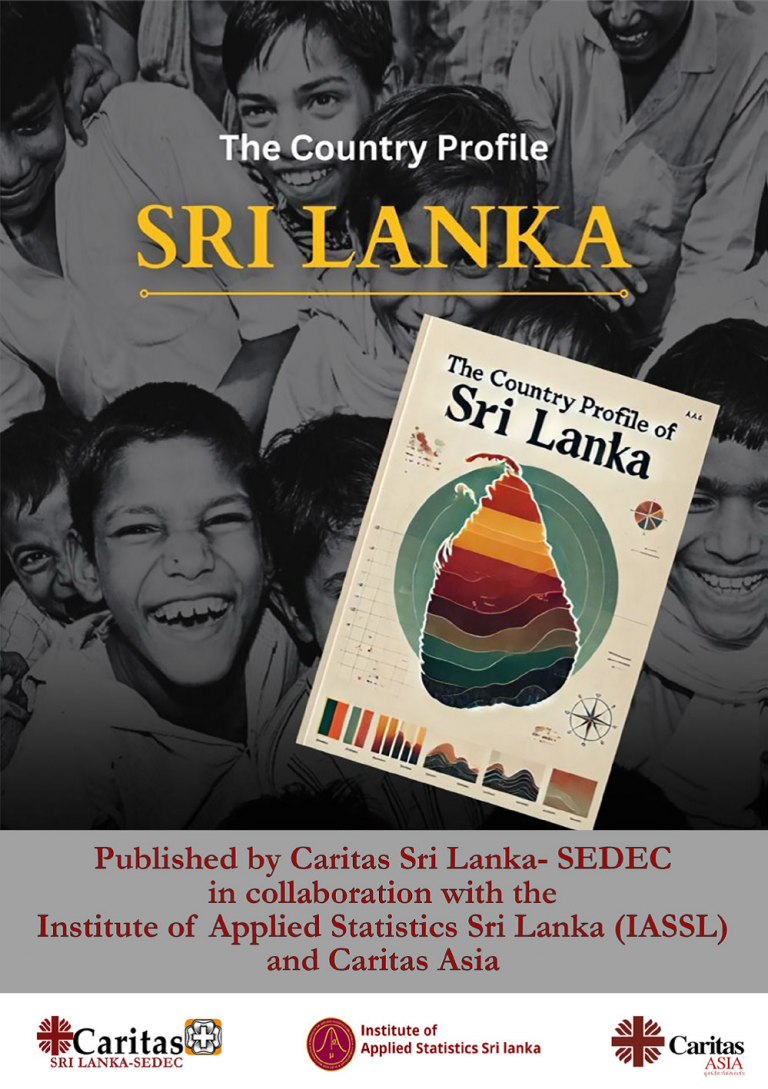 The Country Profile
SRI LANKA
The Country Profile of
Sri Lanka
Published by Caritas Sri Lanka- SEDEC
in collaboration with the
Institute of Applied Statistics Sri Lanka (IASSL)
and Caritas Asia
Caritas
SRI LANKA-SEDEC
Institute of
Applied Statistics Sri lanka
Caritas
ASIA